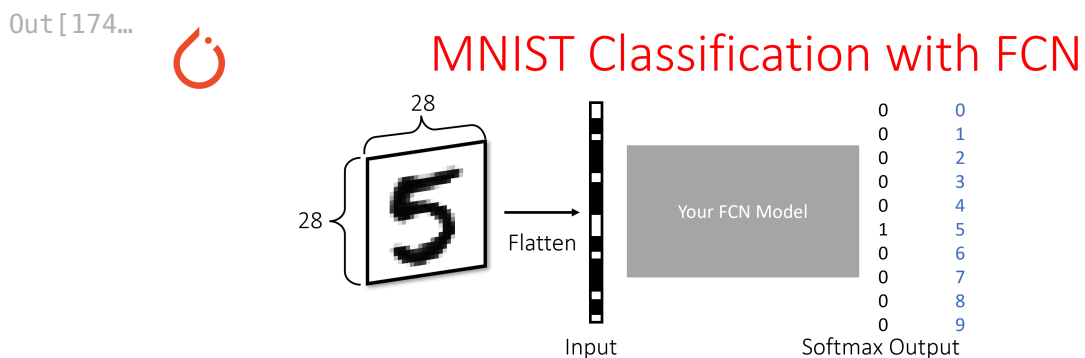 Out[174…
MNIST Classification with FCN
28
28
5
Flatten
Your FCN Model
0 0
0 1
0 2
0 3
0 4
1 5
0 6
0 7
0 8
0 9
Input
Softmax Output